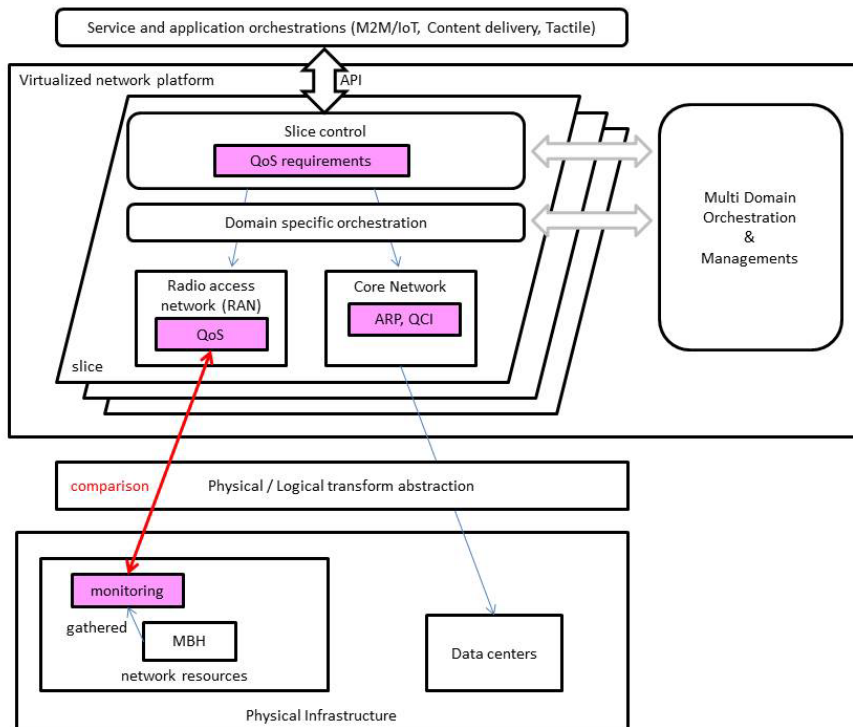 Service and application orchestrations (M2M/IoT, Content delivery, Tactile)
Virtualized network platform
API
Slice control
QoS requirements
Domain specific orchestration
Multi Domain
Orchestration
&
Managements
Radio access
network (RAN)
QoS
Core Network
ARP, QCI
slice
comparison
Physical / Logical transform abstraction
monitoring
gathered
MBH
network resources
Data centers
Physical Infrastructure